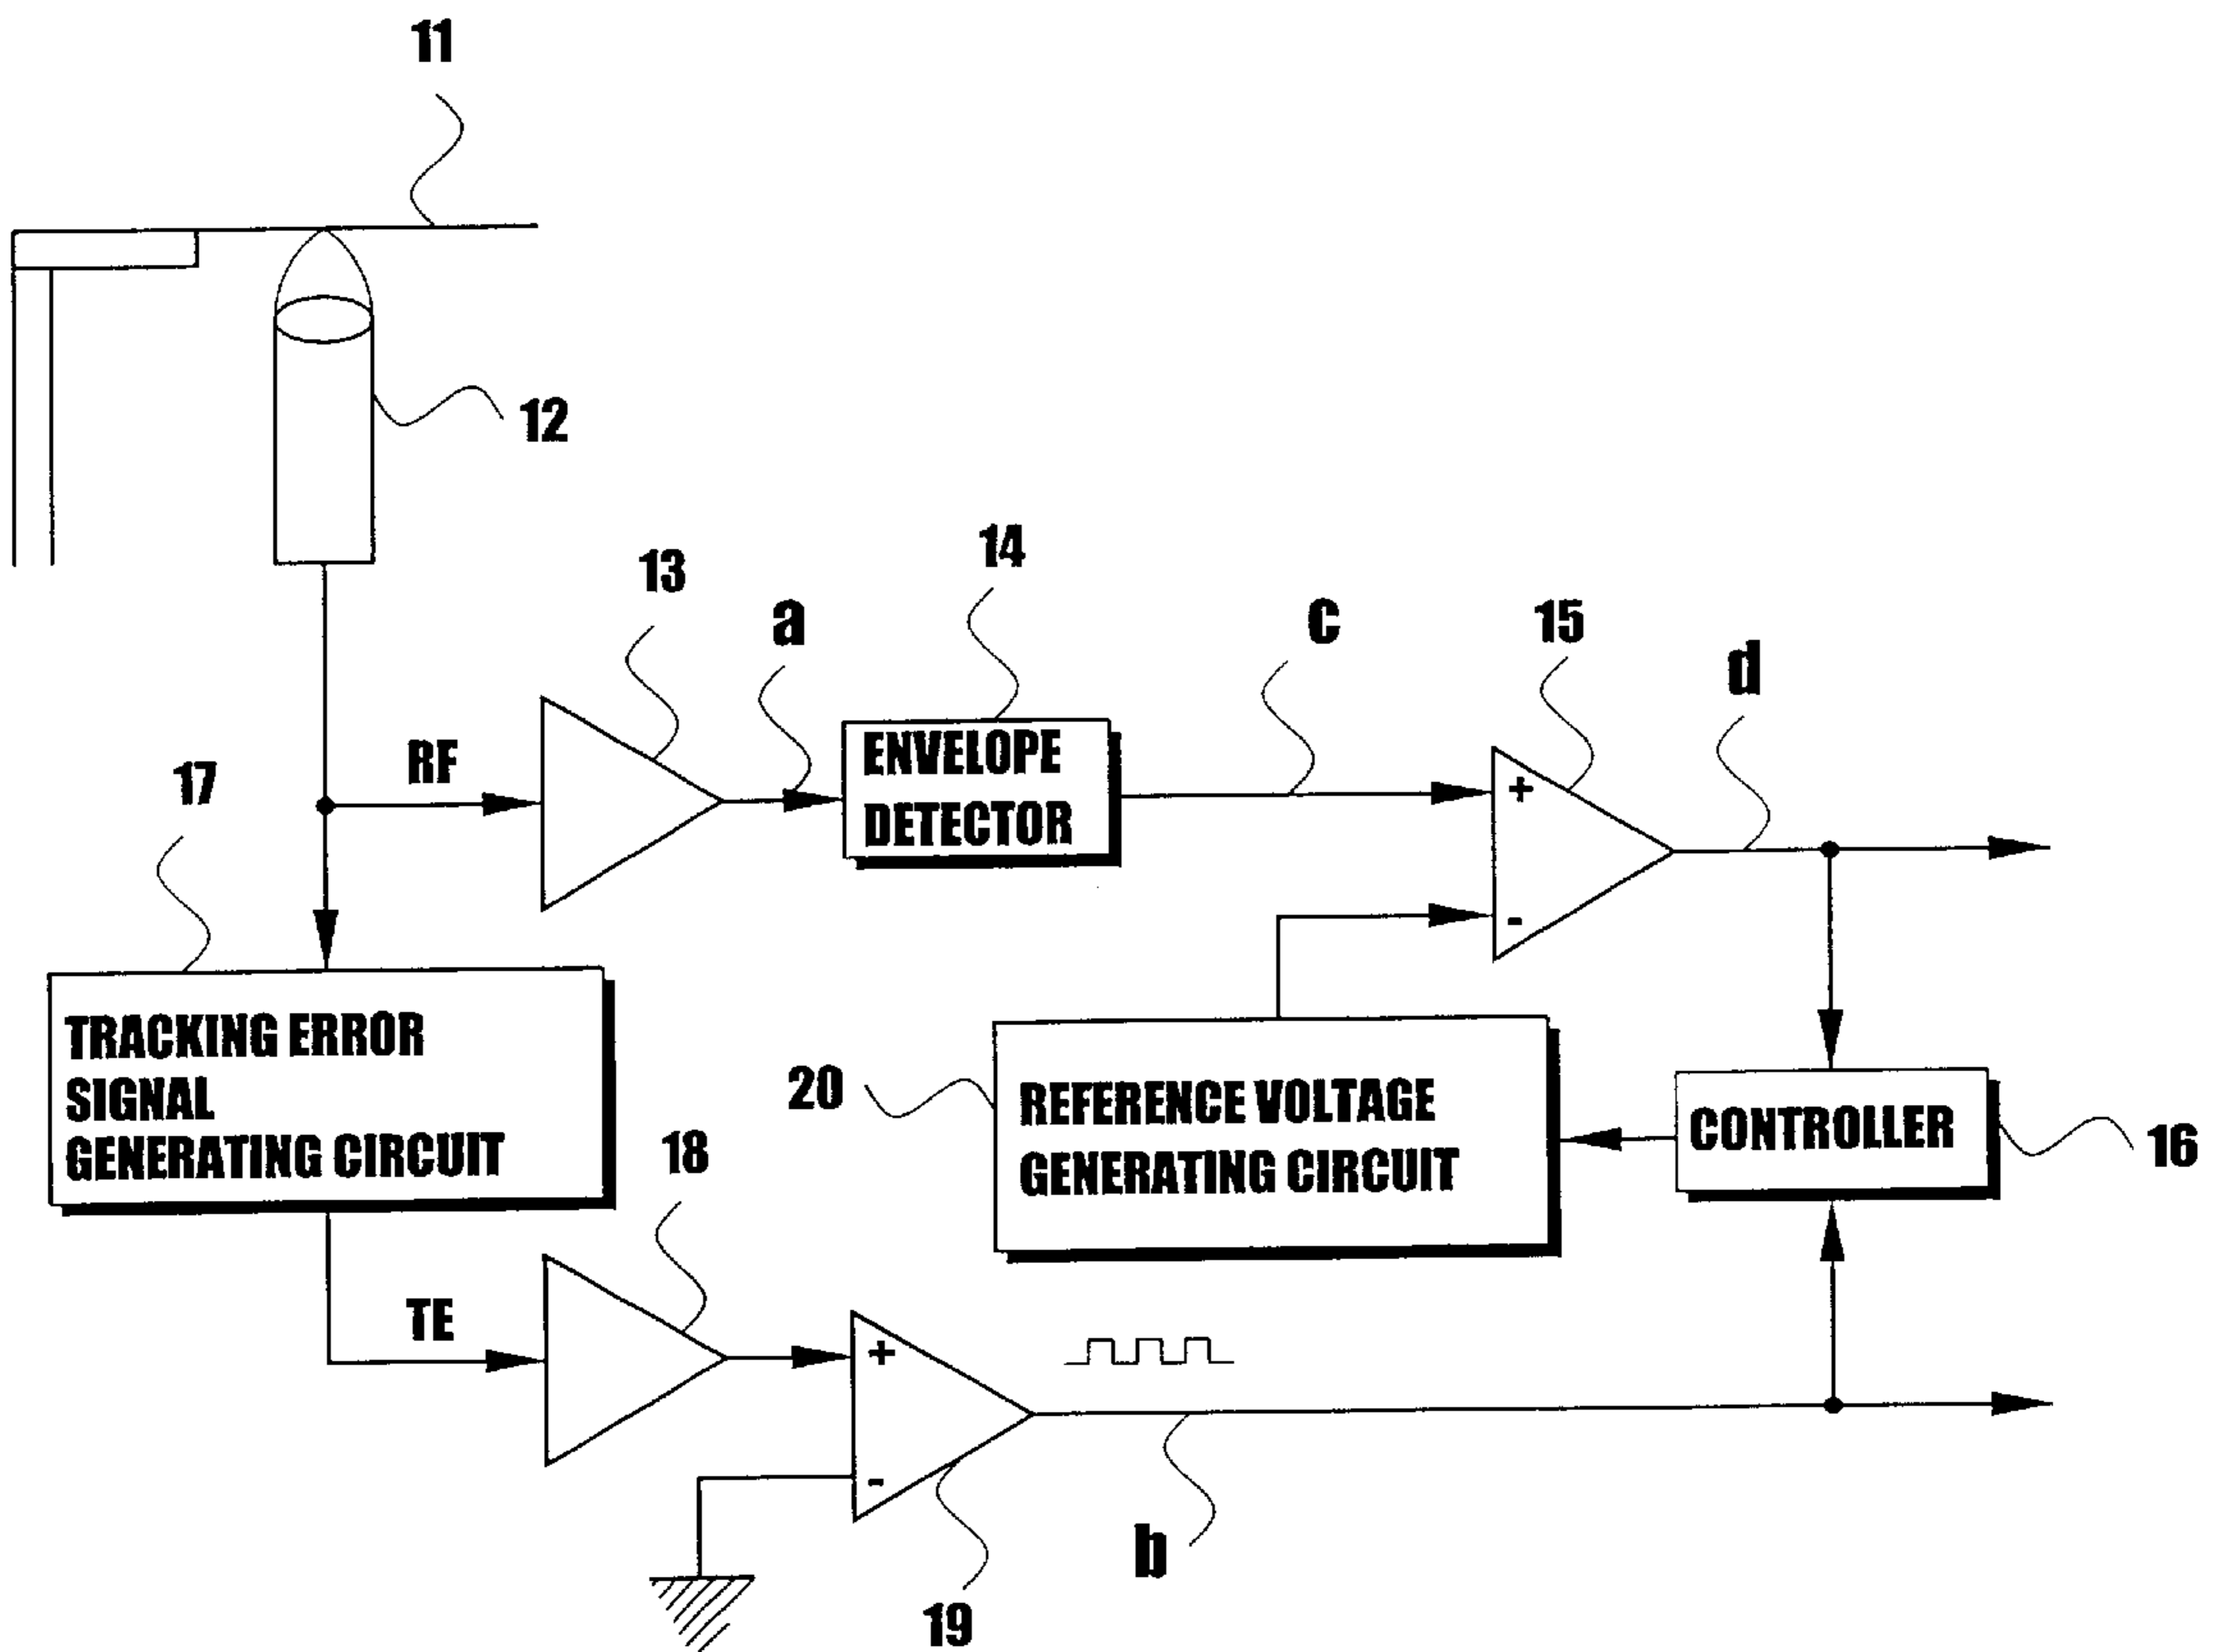 11
12
13
a
14
C
15
d
RF
ENVELOPE
DETECTOR
+
-
17
TRACKING ERROR
SIGNAL
GENERATING CIRCUIT
20
REFERENCE VOLTAGE
GENERATING CIRCUIT
CONTROLLER
16
18
TE
+
-
b
19